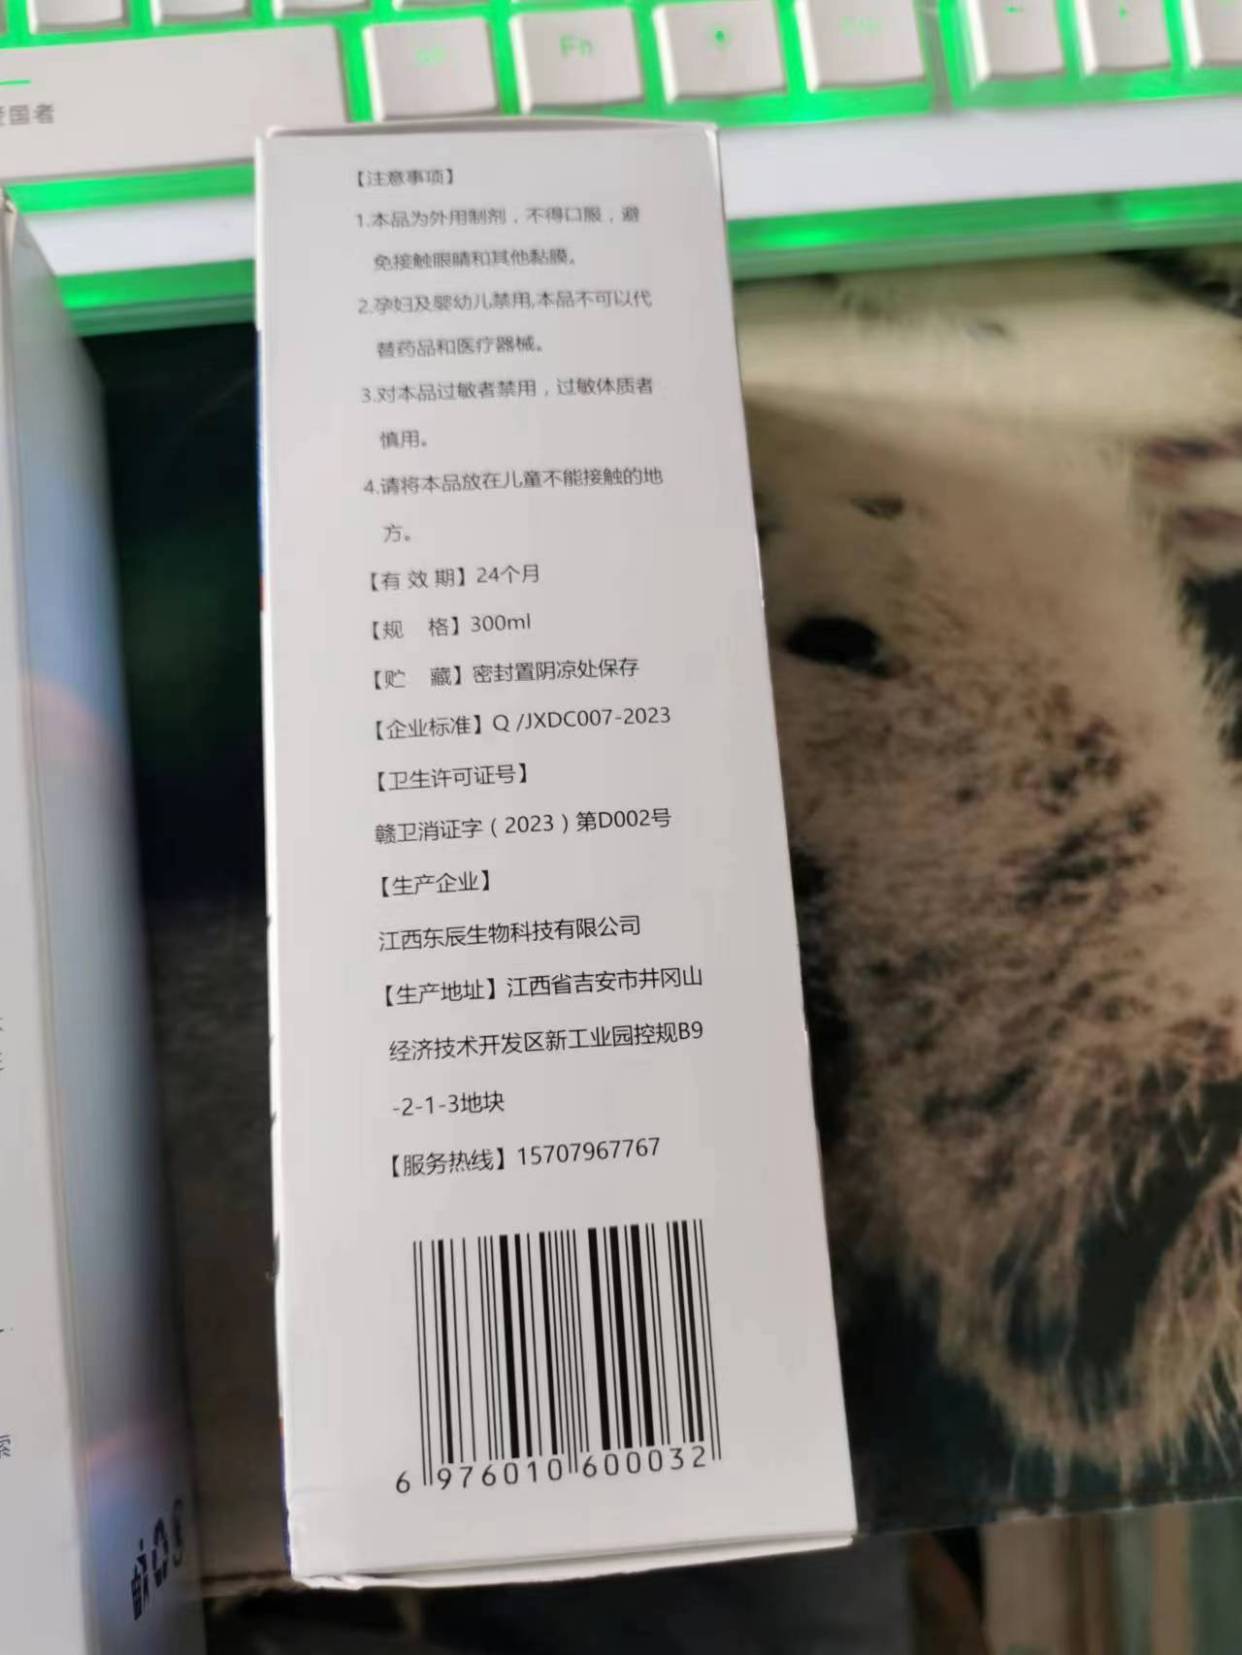 国者
Fn
【注意事项】
1.本品为外用制剂，不得口服，避
免接触眼睛和其他黏膜。
2.孕妇及婴幼儿禁用,本品不可以代
替药品和医疗器械。
3.对本品过敏者禁用，过敏体质者
慎用。
4.请将本品放在儿童不能接触的地
方。
【有 效 期】24个月
【规 格】300ml
【贮 藏】密封置阴凉处保存
【企业标准】Q /JXDC007-2023
【卫生许可证号】
赣卫消证字（2023）第D002号
【生产企业】
江西东辰生物科技有限公司
【生产地址】江西省吉安市井冈山
经济技术开发区新工业园控规B9
-2-1-3地块
【服务热线】15707967767
6 976010 600032
索